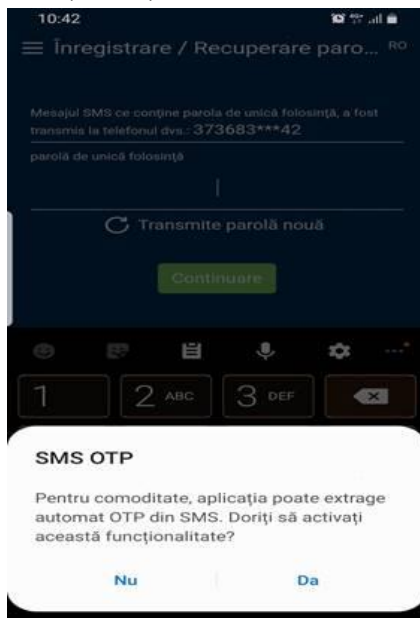 10:42
Înregistrare / Recuperare paro... RO
Mesajul SMS ce conține parola de unică folosință, a fost
transmis la telefonul dvs.: 373683***42
parolă de unică folosință
Transmite parolă nouă
Continuare
1 2 ABC 3 DEF
SMS OTP
Pentru comoditate, aplicația poate extrage
automat OTP din SMS. Doriți să activați
această funcționalitate?
Nu Da